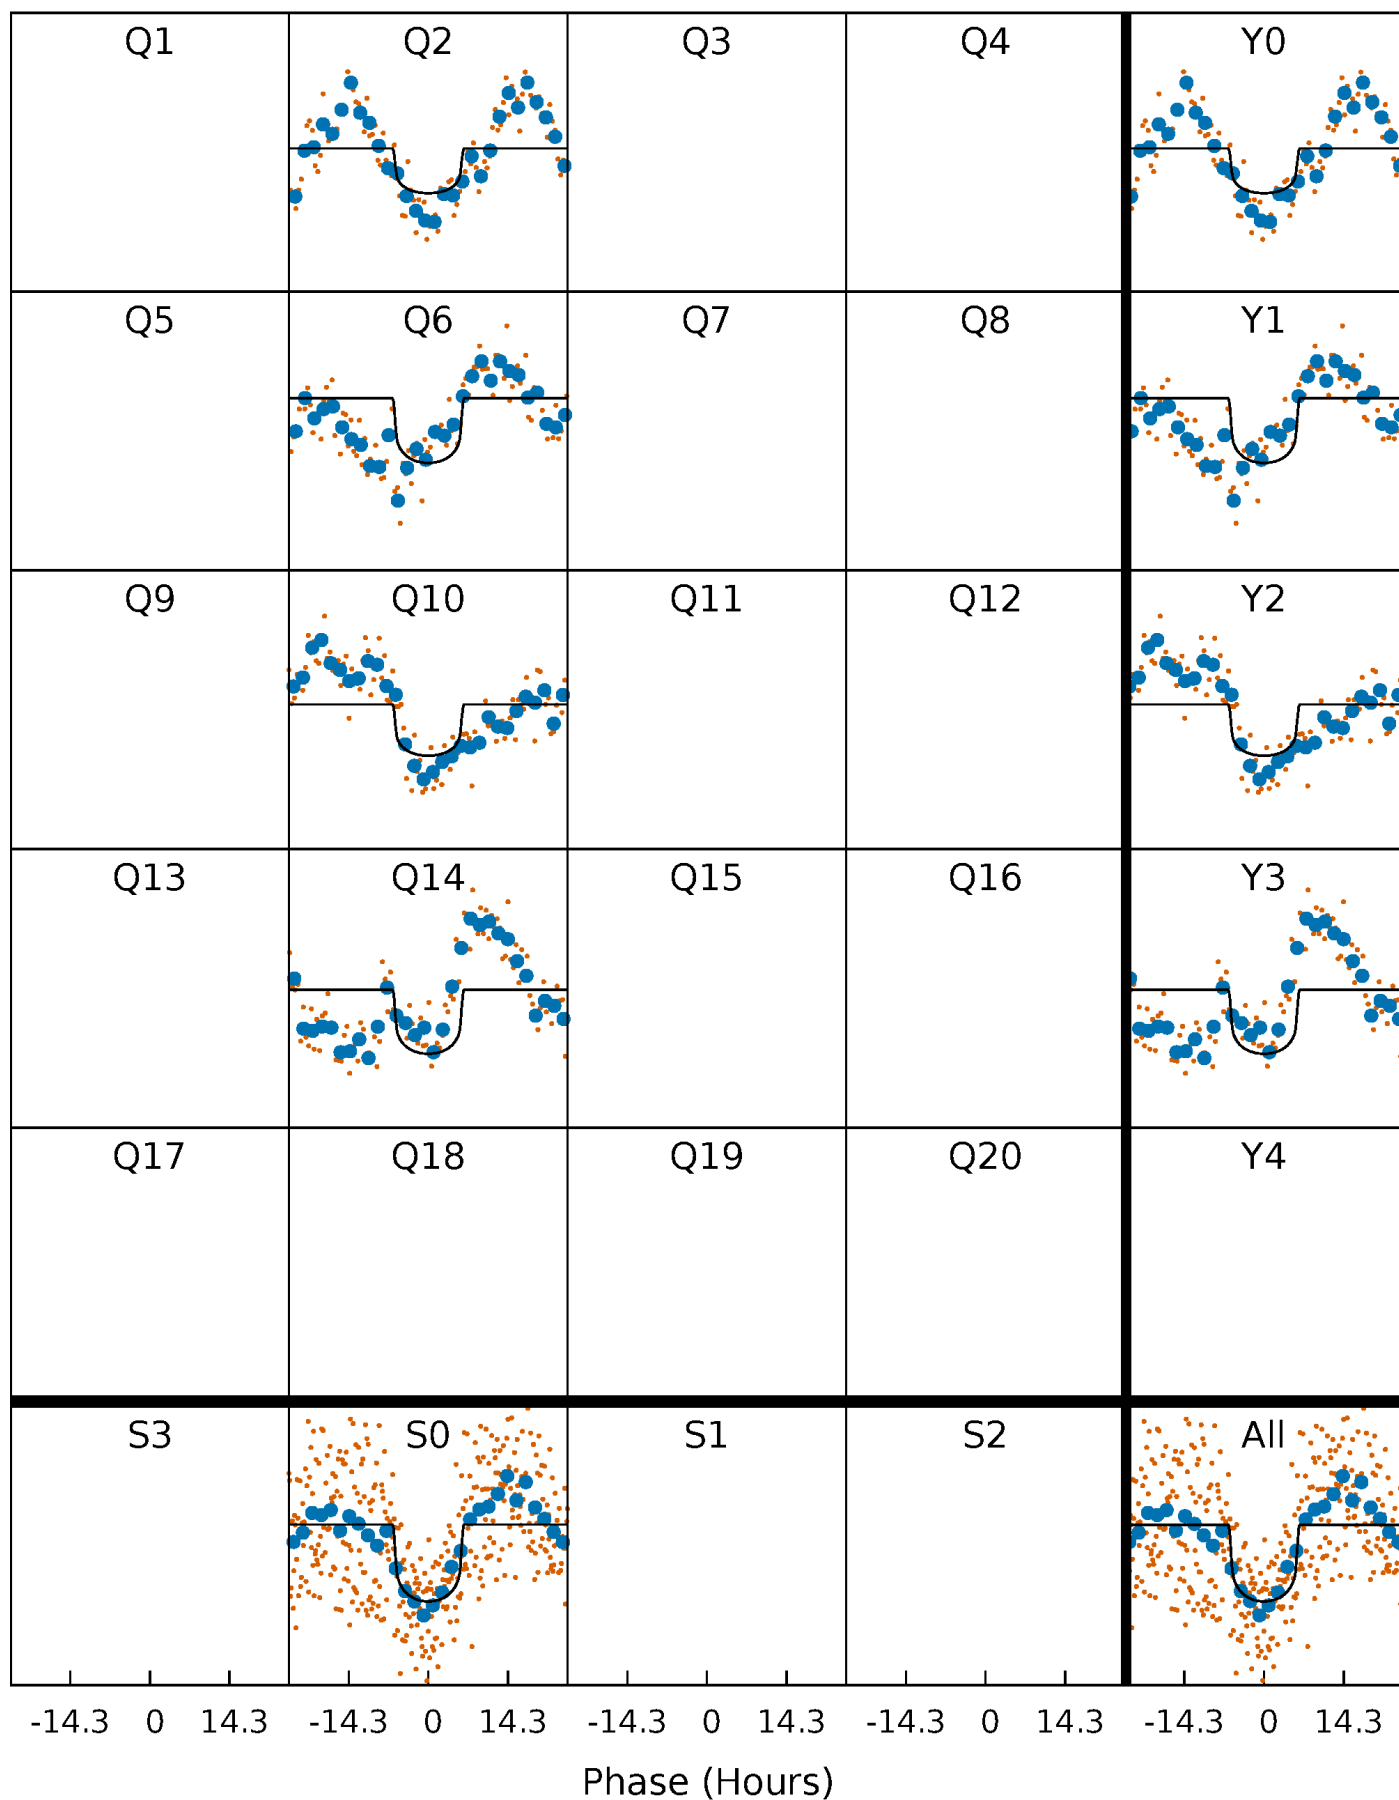 Q1 Q2 Q3 Q4 Y0
Q5 Q6 Q7 Q8 Y1
Q9 Q10 Q11 Q12 Y2
Q13 Q14 Q15 Q16 Y3
Q17 Q18 Q19 Q20 Y4
S3 S0 S1 S2 All
-14.3 0 14.3 -14.3 0 14.3 -14.3 0 14.3 -14.3 0 14.3 -14.3 0 14.3
Phase (Hours)